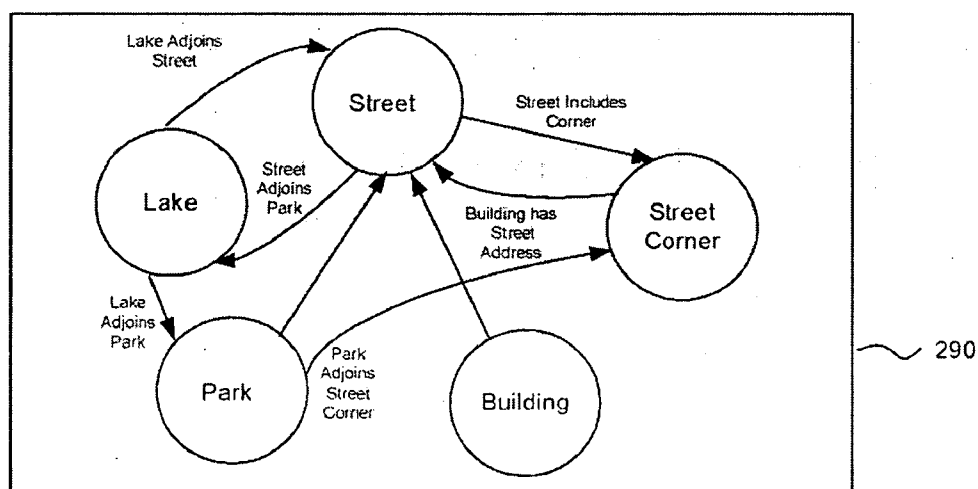 Lake Adjoins
Street
Street
Street Includes
Corner
Lake
Street
Adjoins
Park
Building has
Street
Address
Street
Corner
Lake
Adjoins
Park
Park
Park
Adjoins
Street
Corner
Building
290